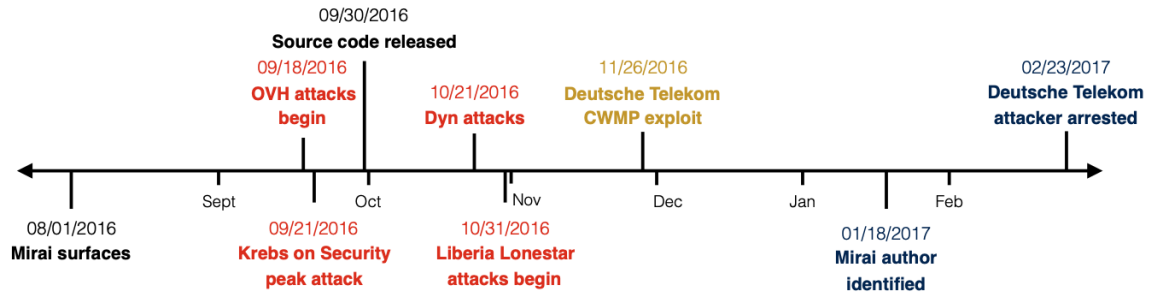 09/30/2016
Source code released
09/18/2016
OVH attacks
begin
10/21/2016
Dyn attacks
11/26/2016
Deutsche Telekom
CWMP exploit
02/23/2017
Deutsche Telekom
attacker arrested
Sept
Oct
Nov
Dec
Jan
Feb
08/01/2016
Mirai surfaces
09/21/2016
Krebs on Security
peak attack
10/31/2016
Liberia Lonestar
attacks begin
01/18/2017
Mirai author
identified